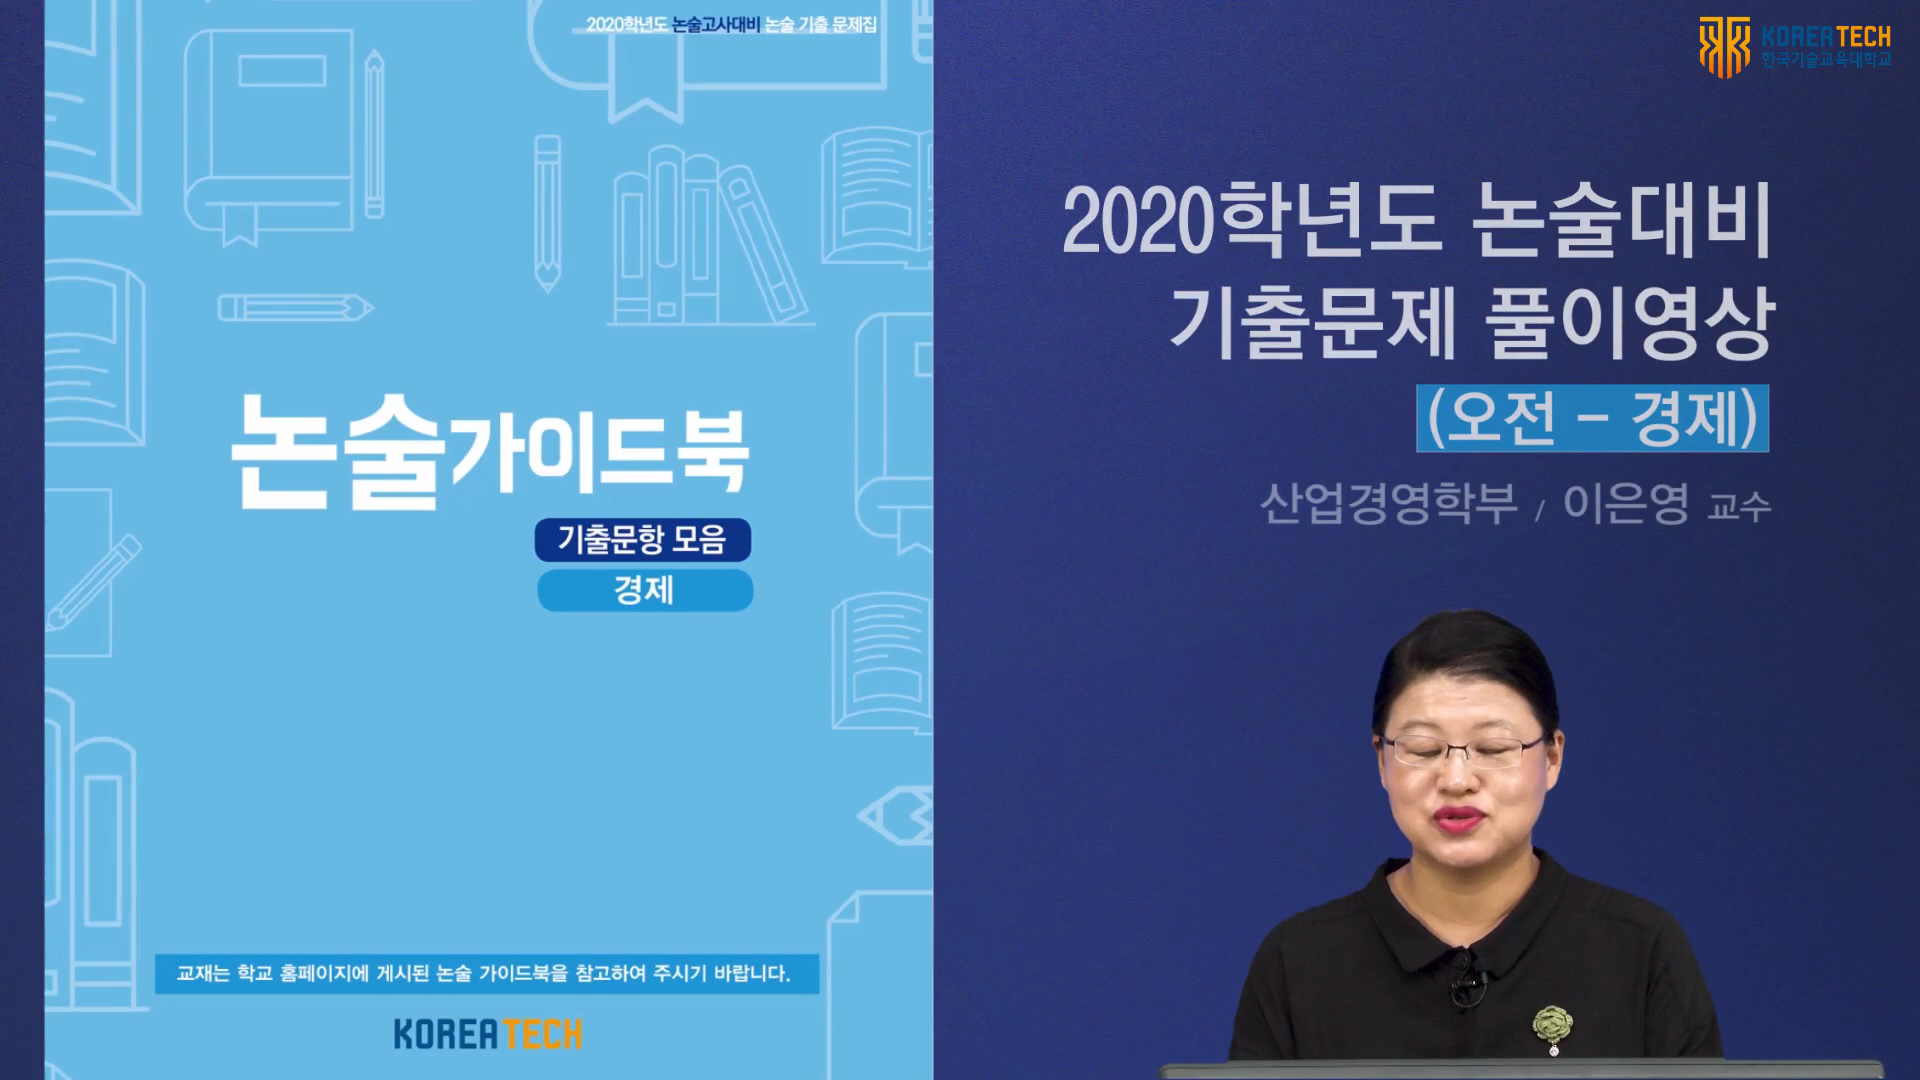 2020학년도 논술고사대비 논술 기출 문제집
논술가이드북
기출문항 모음
경제
교재는 학교 홈페이지에 게시된 논술 가이드북을 참고하여 주시기 바랍니다.
KOREATECH
KOREATECH
한국기술교육대학교
2020학년도 논술대비
기출문제 풀이영상
(오전 - 경제)
산업경영학부 / 이은영 교수